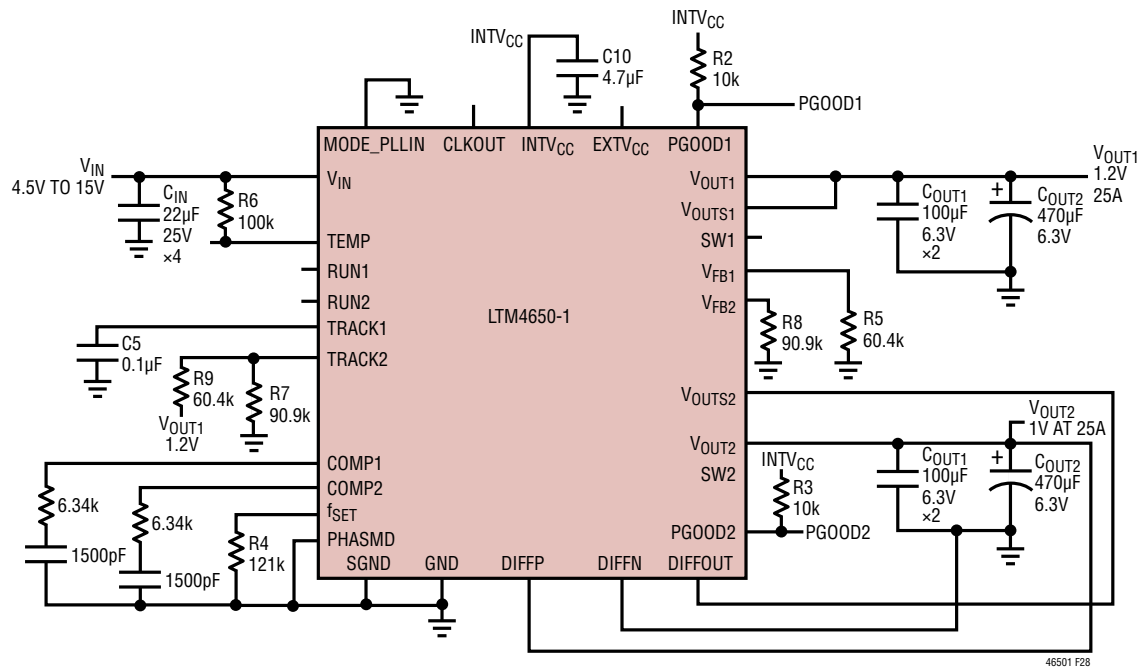 INTVCC
INTVCC
C10
4.7µF
R2
10k
PGOOD1
MODE_PLLIN
CLKOUT
INTVCC
EXTVCC
PGOOD1
VIN
4.5V TO 15V
CIN
22µF
25V
×4
R6
100k
VIN
TEMP
RUN1
RUN2
TRACK1
TRACK2
C5
0.1µF
R9
60.4k
R7
90.9k
VOUT1
1.2V
COMP1
COMP2
fSET
PHASMD
6.34k
6.34k
1500pF
1500pF
R4
121k
SGND
GND
DIFFP
DIFFN
DIFFOUT
LTM4650-1
VOUT1
VOUTS1
SW1
VFB1
VFB2
VOUTS2
VOUT2
SW2
PGOOD2
COUT1
100µF
6.3V
×2
+
COUT2
470µF
6.3V
VOUT1
1.2V
25A
R8
90.9k
R5
60.4k
VOUT2
1V AT 25A
INTVCC
R3
10k
PGOOD2
COUT1
100µF
6.3V
×2
+
COUT2
470µF
6.3V
46501 F28